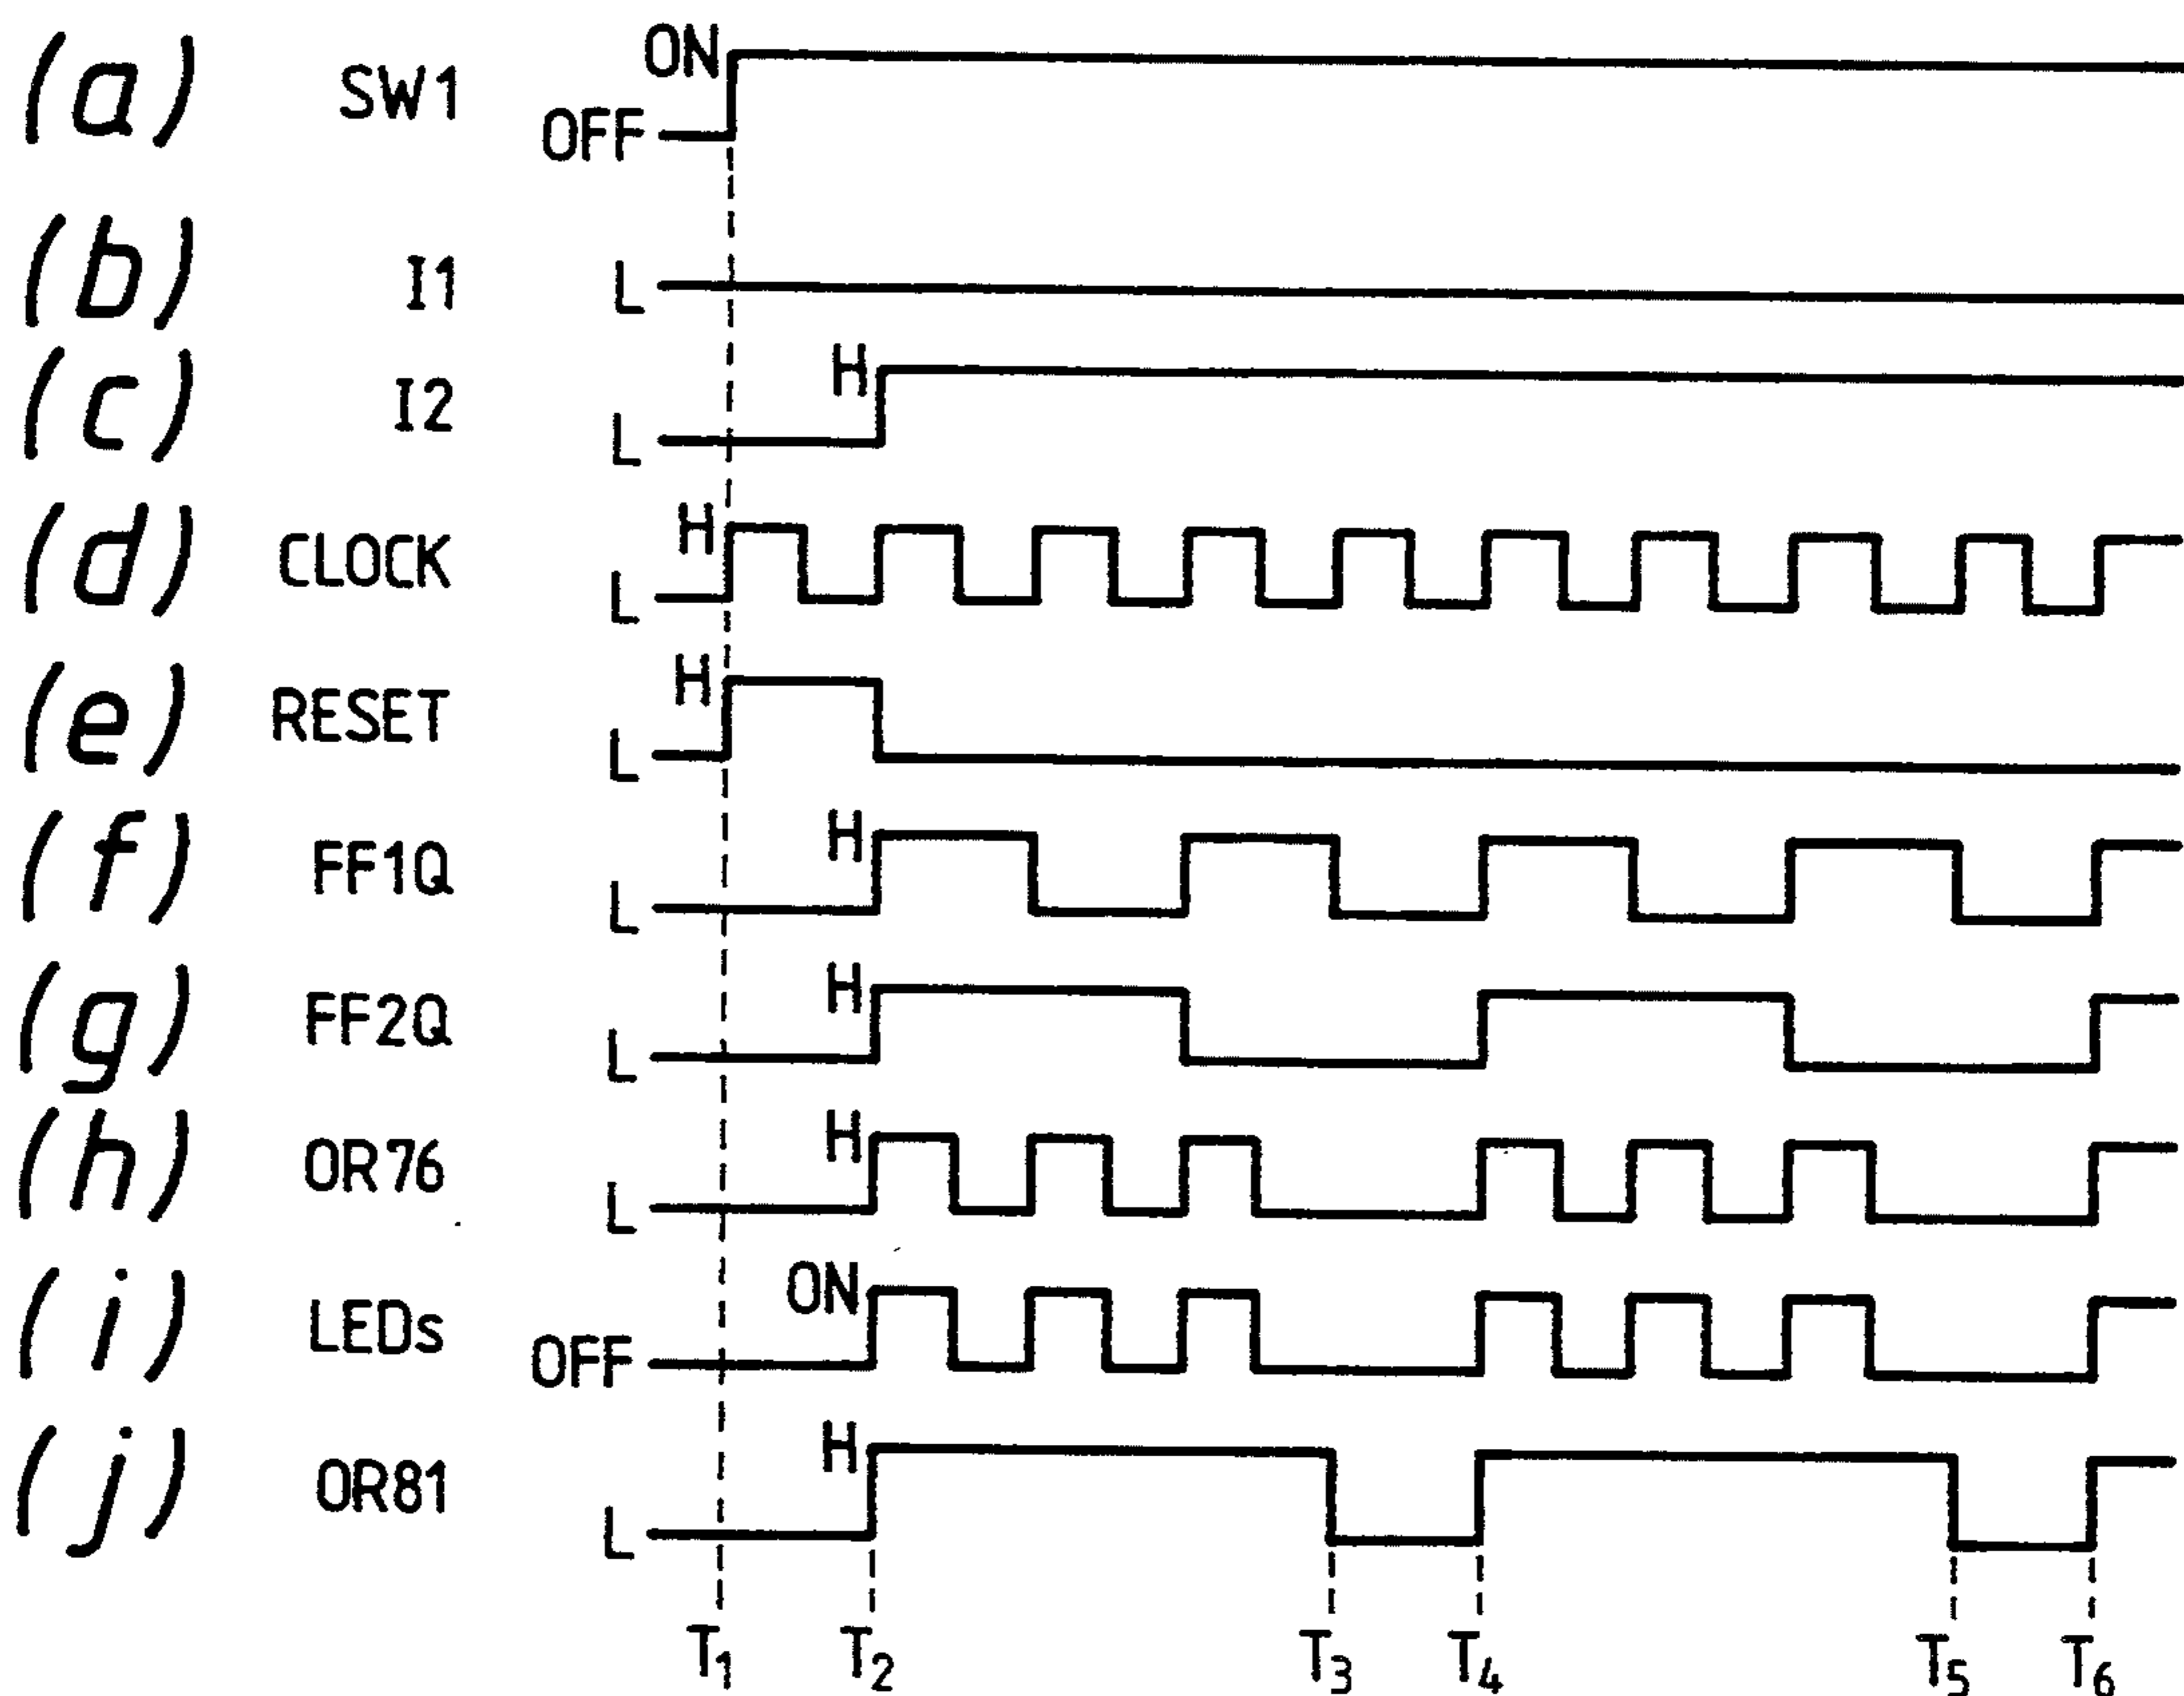 (a) SW1 ON OFF
(b) I1 L
(c) I2 H L
(d) CLOCK H L
(e) RESET H L
(f) FF1Q H L
(g) FF2Q H L
(h) OR76 H L
(i) LEDs ON OFF
(j) OR81 H L
T1 T2 T3 T4 T5 T6